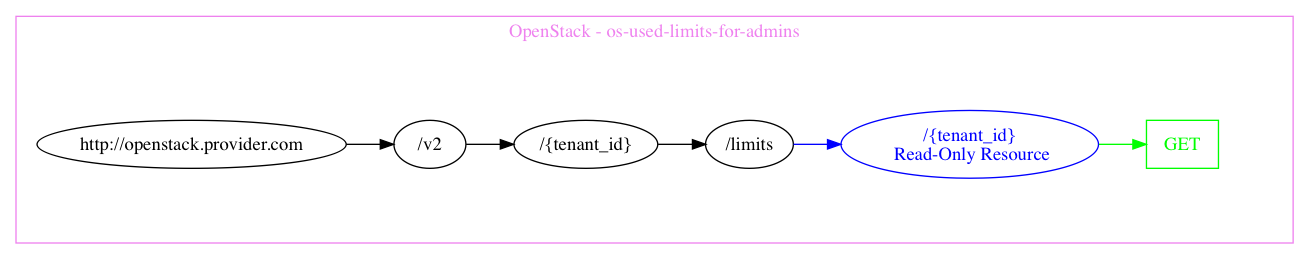 OpenStack - os-used-limits-for-admins
http://openstack.provider.com
/v2
/{tenant_id}
/limits
/{tenant_id}
Read-Only Resource
GET